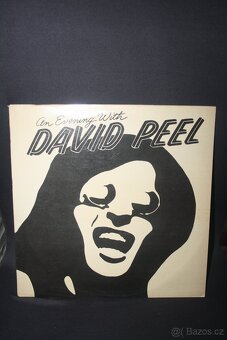 An Evening With
DAVID PEEL
Bazos.cz